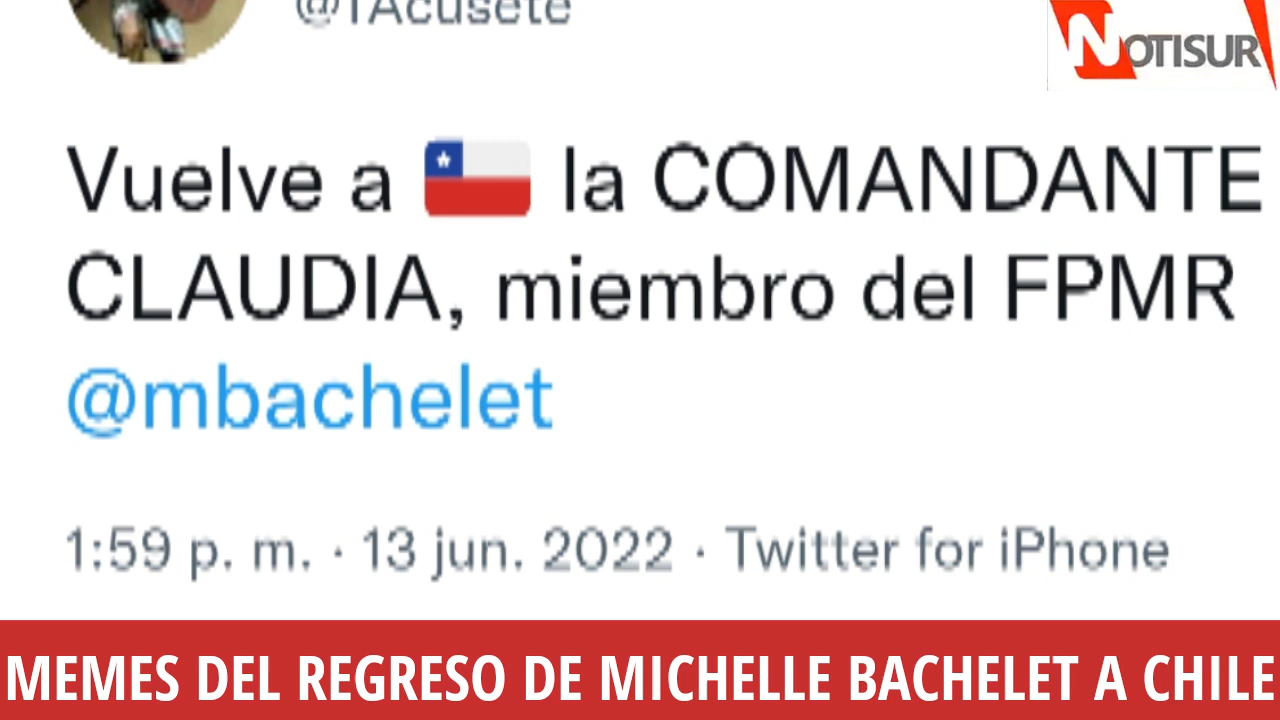 @TAcusete
NOTISUR
Vuelve a 🇨🇱 la COMANDANTE
CLAUDIA, miembro del FPMR
@mbachelet
1:59 p. m. · 13 jun. 2022 · Twitter for iPhone
MEMES DEL REGRESO DE MICHELLE BACHELET A CHILE